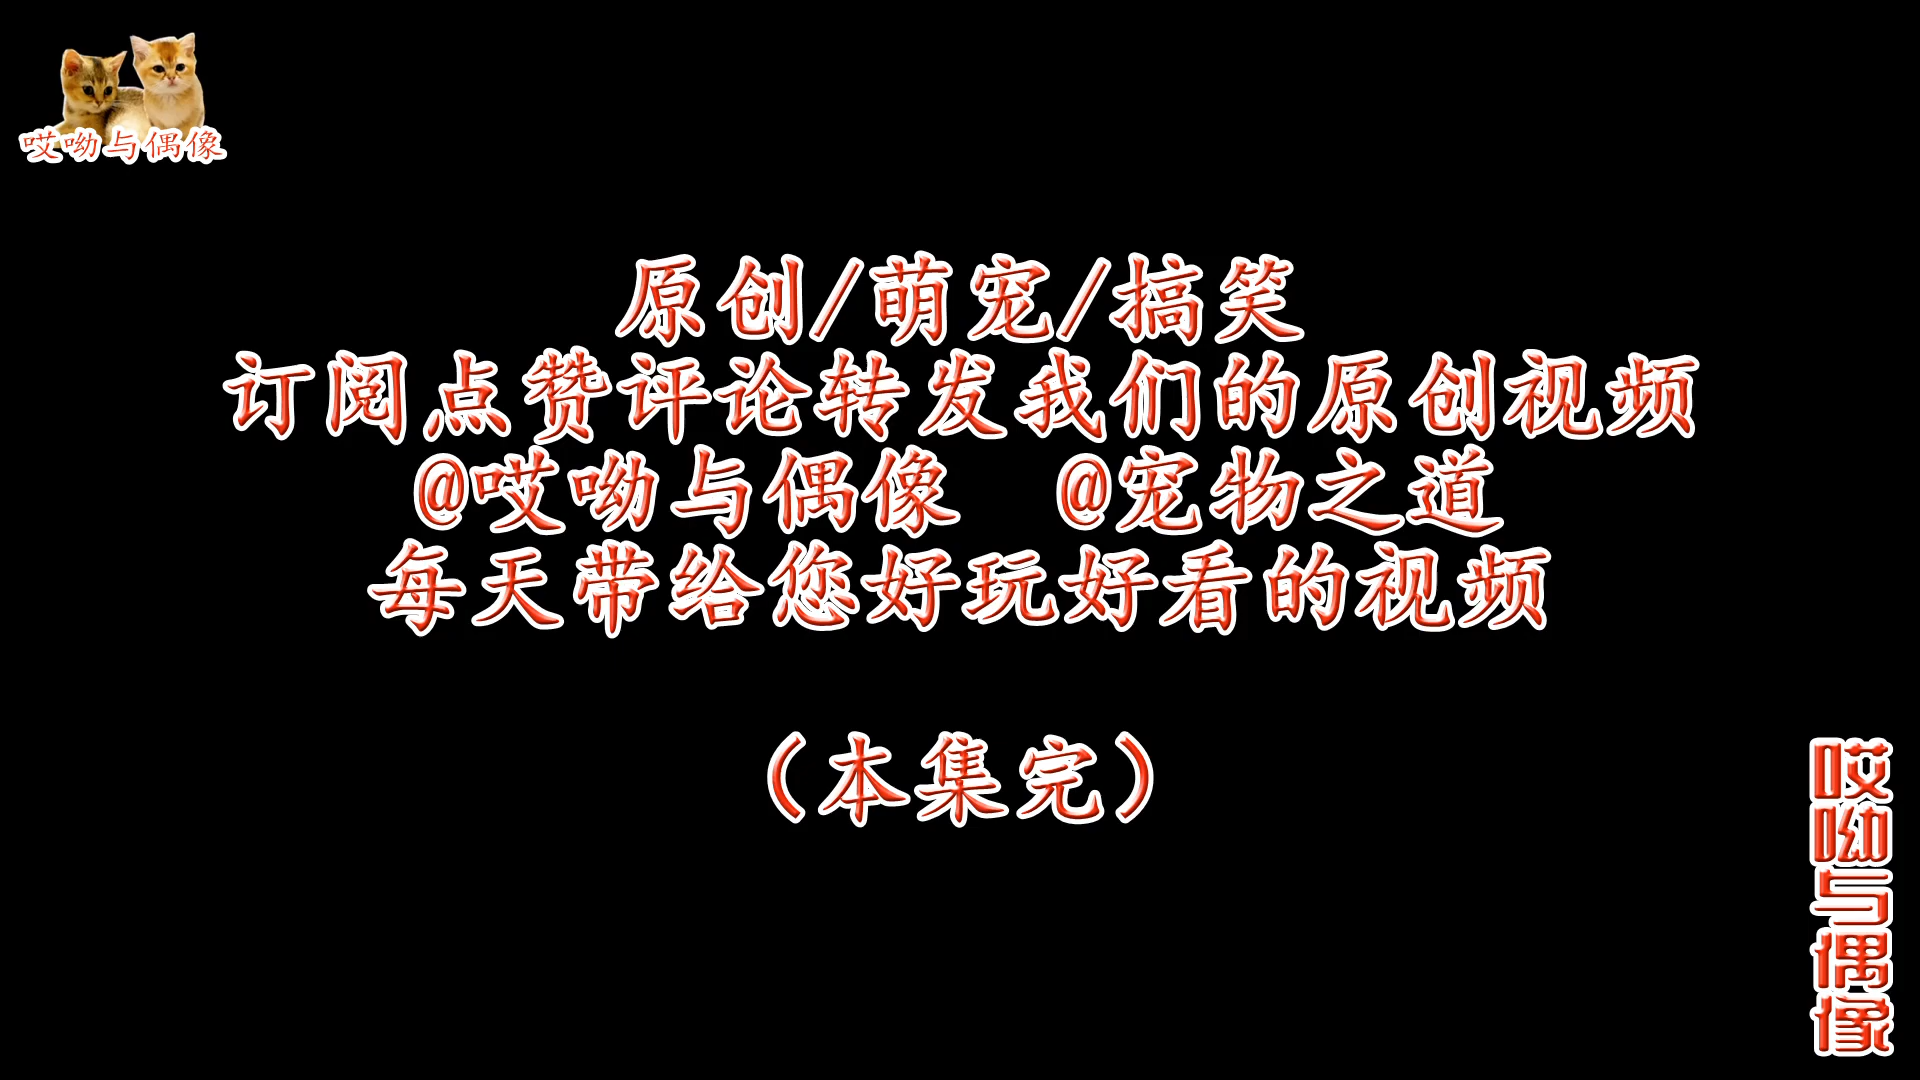 哎呦与偶像
原创/萌宠/搞笑
订阅点赞评论转发我们的原创视频
@哎呦与偶像 @宠物之道
每天带给您好玩好看的视频
（本集完）
哎呦与偶像